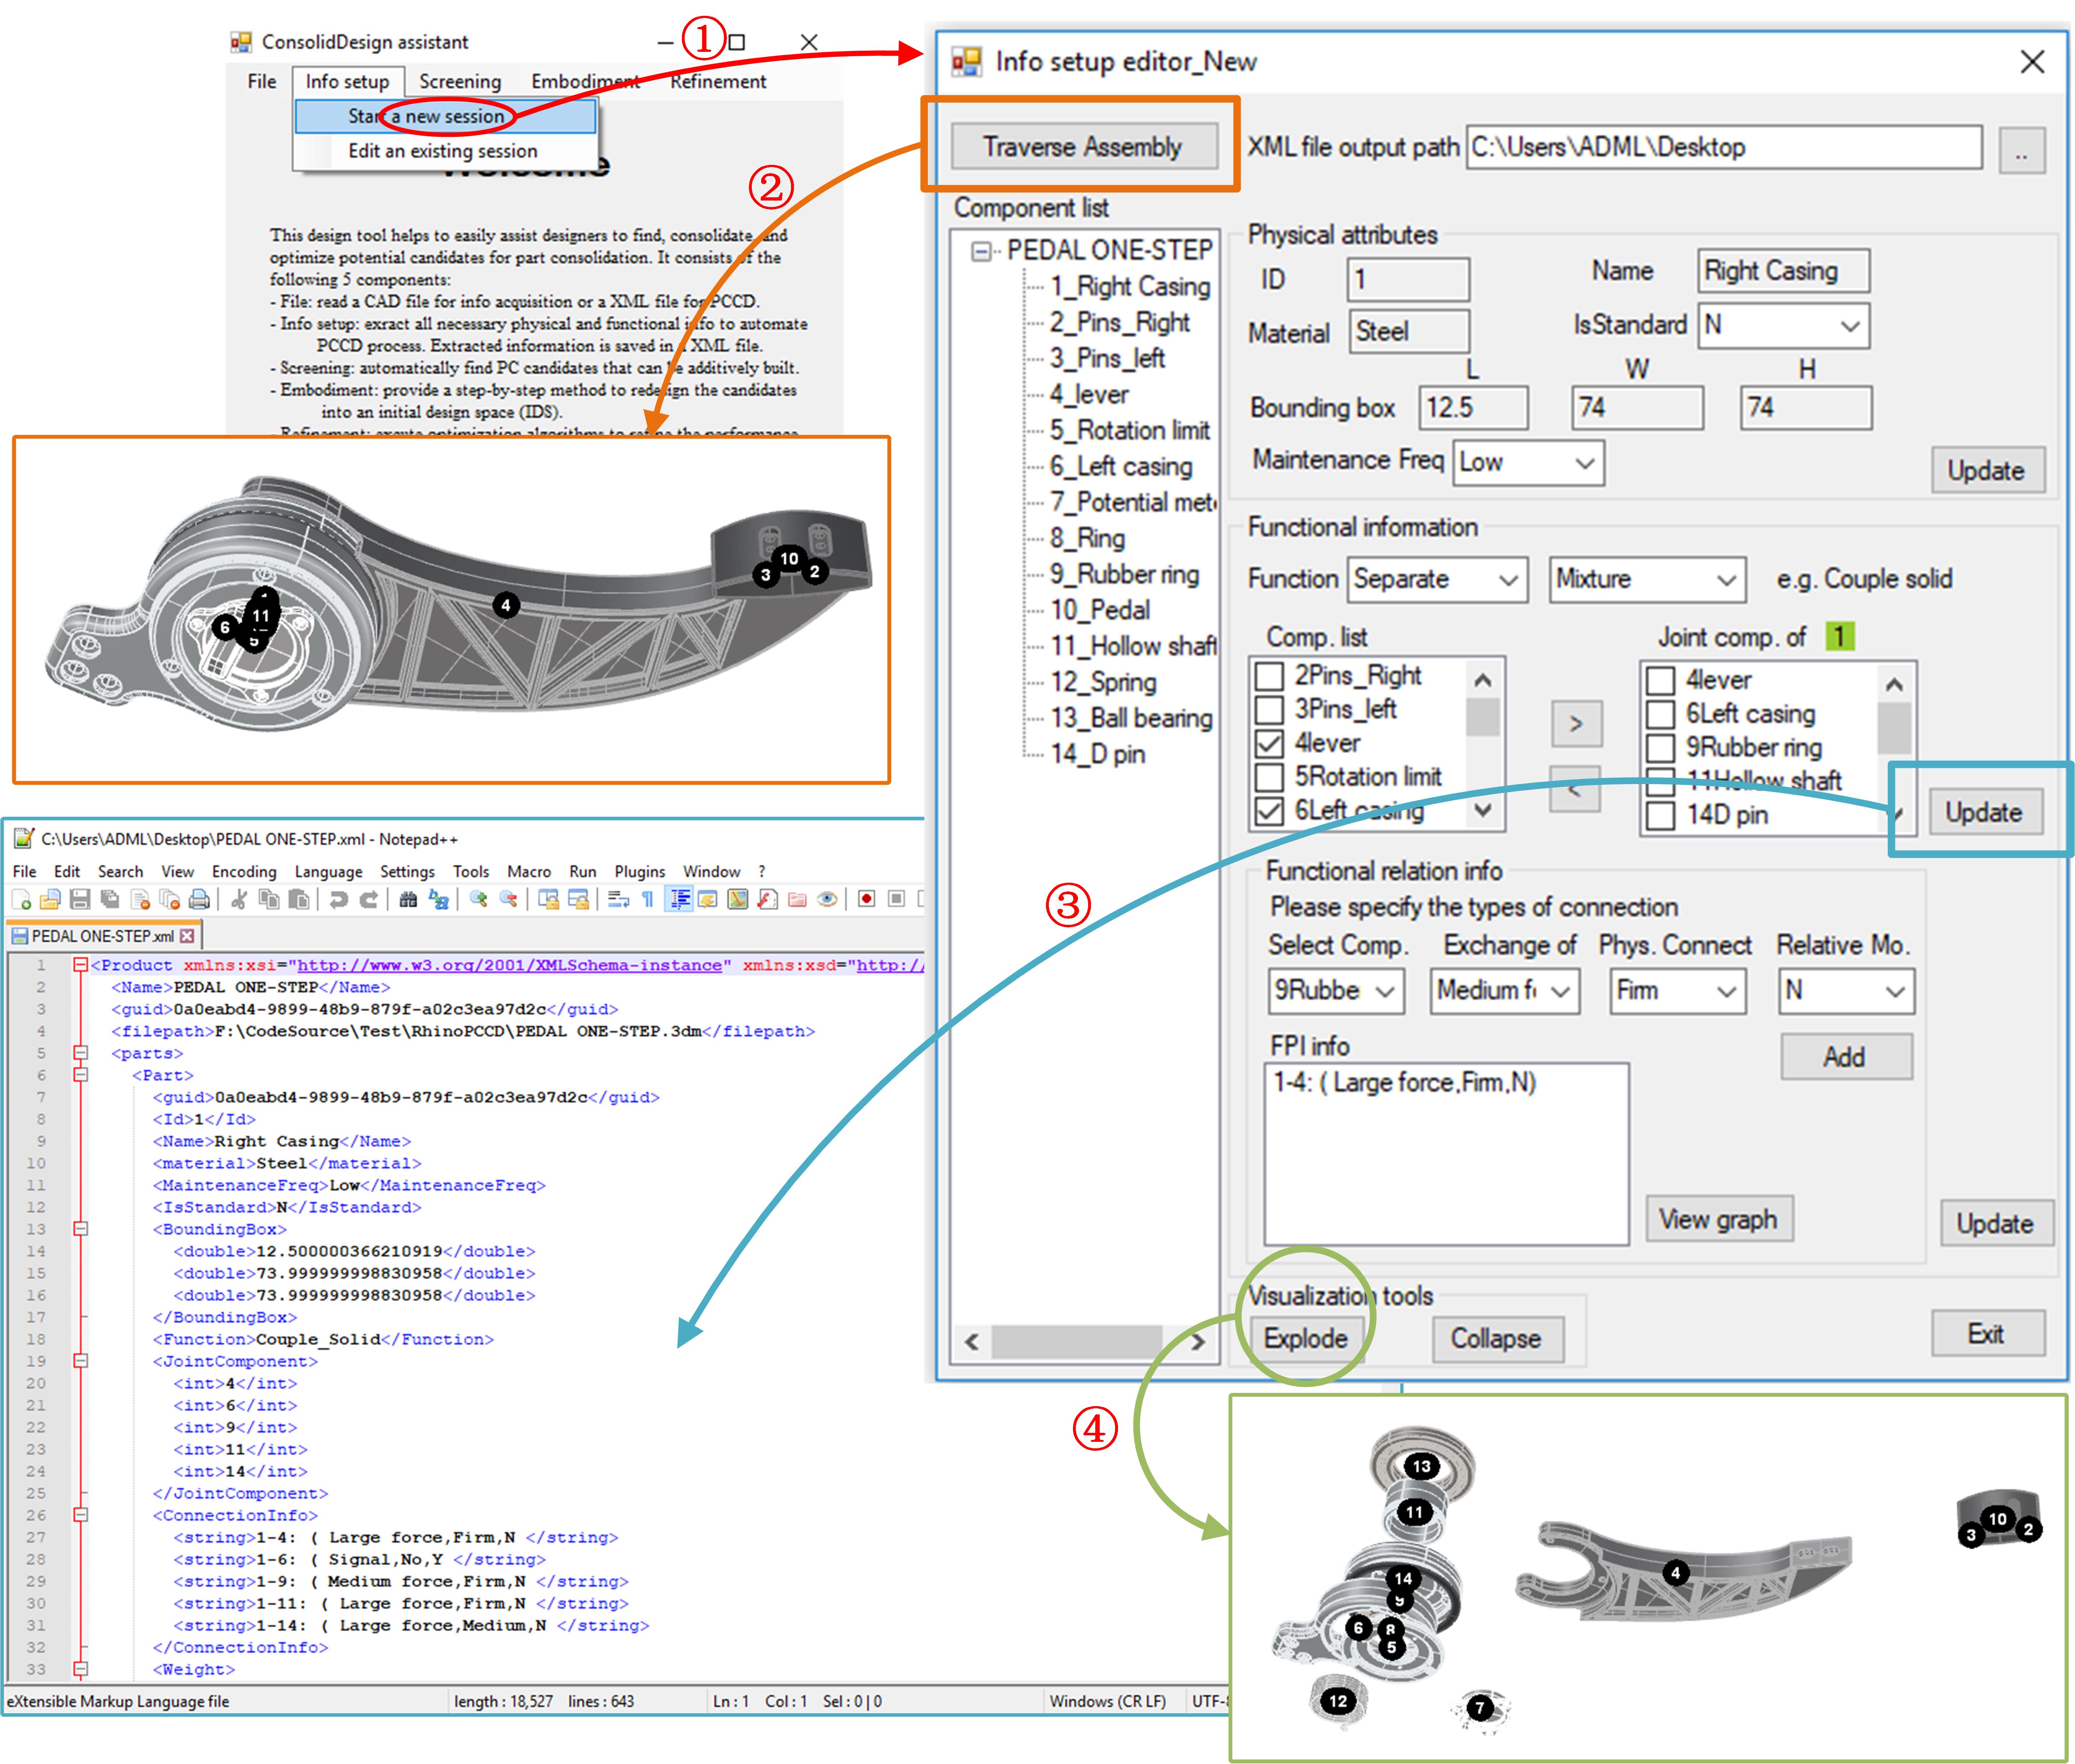 ConsolidDesign assistant
①
File Info setup Screening Embodiment Refinement
Start a new session
Edit an existing session
Welcome
This design tool helps to easily assist designers to find, consolidate, and
optimize potential candidates for part consolidation. It consists of the
following 5 components:
- File: read a CAD file for info acquisition or a XML file for PCCD.
- Info setup: exract all necessary physical and functional info to automate
PCCD process. Extracted information is saved in a XML file.
- Screening: automatically find PC candidates that can be additively built.
- Embodiment: provide a step-by-step method to redesign the candidates
into an initial design space (IDS).
- Refinement: excute optimization algorithms to refine the performance
②
10
3
2
4
11
6
5
Info setup editor_New
Traverse Assembly
XML file output path C:\Users\ADML\Desktop ..
Component list
PEDAL ONE-STEP
1_Right Casing
2_Pins_Right
3_Pins_left
4_lever
5_Rotation limit
6_Left casing
7_Potential met
8_Ring
9_Rubber ring
10_Pedal
11_Hollow shaft
12_Spring
13_Ball bearing
14_D pin
Physical attributes
ID 1 Name Right Casing
Material Steel IsStandard N
L W H
Bounding box 12.5 74 74
Maintenance Freq Low
Update
Functional information
Function Separate Mixture e.g. Couple solid
Comp. list Joint comp. of 1
2Pins_Right
3Pins_left
4lever
5Rotation limit
6Left casing
>
<
4lever
6Left casing
9Rubber ring
11Hollow shaft
14D pin
Update
Functional relation info
Please specify the types of connection
Select Comp. Exchange of Phys. Connect Relative Mo.
9Rubbe Medium f Firm N
FPI info
Add
1-4: ( Large force,Firm,N)
View graph
Update
Visualization tools
Explode Collapse
Exit
③
C:\Users\ADML\Desktop\PEDAL ONE-STEP.xml - Notepad++
File Edit Search View Encoding Language Settings Tools Macro Run Plugins Window ?
PEDAL ONE-STEP.xml
1 <Product xmlns:xsi="http://www.w3.org/2001/XMLSchema-instance" xmlns:xsd="http:/
2 <Name>PEDAL ONE-STEP</Name>
3 <guid>0a0eabd4-9899-48b9-879f-a02c3ea97d2c</guid>
4 <filepath>F:\CodeSource\Test\RhinoPCCD\PEDAL ONE-STEP.3dm</filepath>
5 <parts>
6 <Part>
7 <guid>0a0eabd4-9899-48b9-879f-a02c3ea97d2c</guid>
8 <Id>1</Id>
9 <Name>Right Casing</Name>
10 <material>Steel</material>
11 <MaintenanceFreq>Low</MaintenanceFreq>
12 <IsStandard>N</IsStandard>
13 <BoundingBox>
14 <double>12.500000366210919</double>
15 <double>73.999999998830958</double>
16 <double>73.999999998830958</double>
17 </BoundingBox>
18 <Function>Couple_Solid</Function>
19 <JointComponent>
20 <int>4</int>
21 <int>6</int>
22 <int>9</int>
23 <int>11</int>
24 <int>14</int>
25 </JointComponent>
26 <ConnectionInfo>
27 <string>1-4: ( Large force,Firm,N </string>
28 <string>1-6: ( Signal,No,Y </string>
29 <string>1-9: ( Medium force,Firm,N </string>
30 <string>1-11: ( Large force,Firm,N </string>
31 <string>1-14: ( Large force,Medium,N </string>
32 </ConnectionInfo>
33 <Weight>
eXtensible Markup Language file length : 18,527 lines : 643 Ln : 1 Col : 1 Sel : 0 | 0 Windows (CR LF) UTF-8
④
13
11
14
9
6
8
5
12
7
4
10
3
2